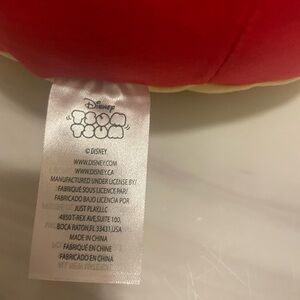 Disney
TSUM
TSUM
© DISNEY.
WWW.DISNEY.COM
WWW.DISNEY.CA
MANUFACTURED UNDER LICENSE BY/
FABRIQUÉ SOUS LICENCE PAR/
FABRICADO BAJO LICENCIA POR
JUST PLAY,LLC
4850 T-REX AVE,SUITE 100,
BOCA RATON,FL 33431,USA
MADE IN CHINA
FABRIQUÉ EN CHINE
FABRICADO EN CHINA